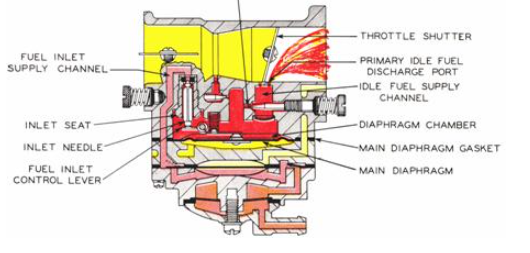 FUEL INLET
SUPPLY CHANNEL
INLET SEAT
INLET NEEDLE
FUEL INLET
CONTROL LEVER
THROTTLE SHUTTER
PRIMARY IDLE FUEL
DISCHARGE PORT
IDLE FUEL SUPPLY
CHANNEL
DIAPHRAGM CHAMBER
MAIN DIAPHRAGM GASKET
MAIN DIAPHRAGM